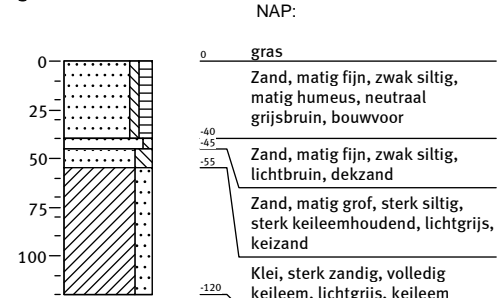 NAP:
0
25
50
75
100
0
gras
Zand, matig fijn, zwak siltig,
matig humeus, neutraal
grijsbruin, bouwvoor
-40
-45
Zand, matig fijn, zwak siltig,
lichtbruin, dekzand
-55
Zand, matig grof, sterk siltig,
sterk keileemhoudend, lichtgrijs,
keizand
Klei, sterk zandig, volledig
keileem, lichtgrijs, keileem
-120